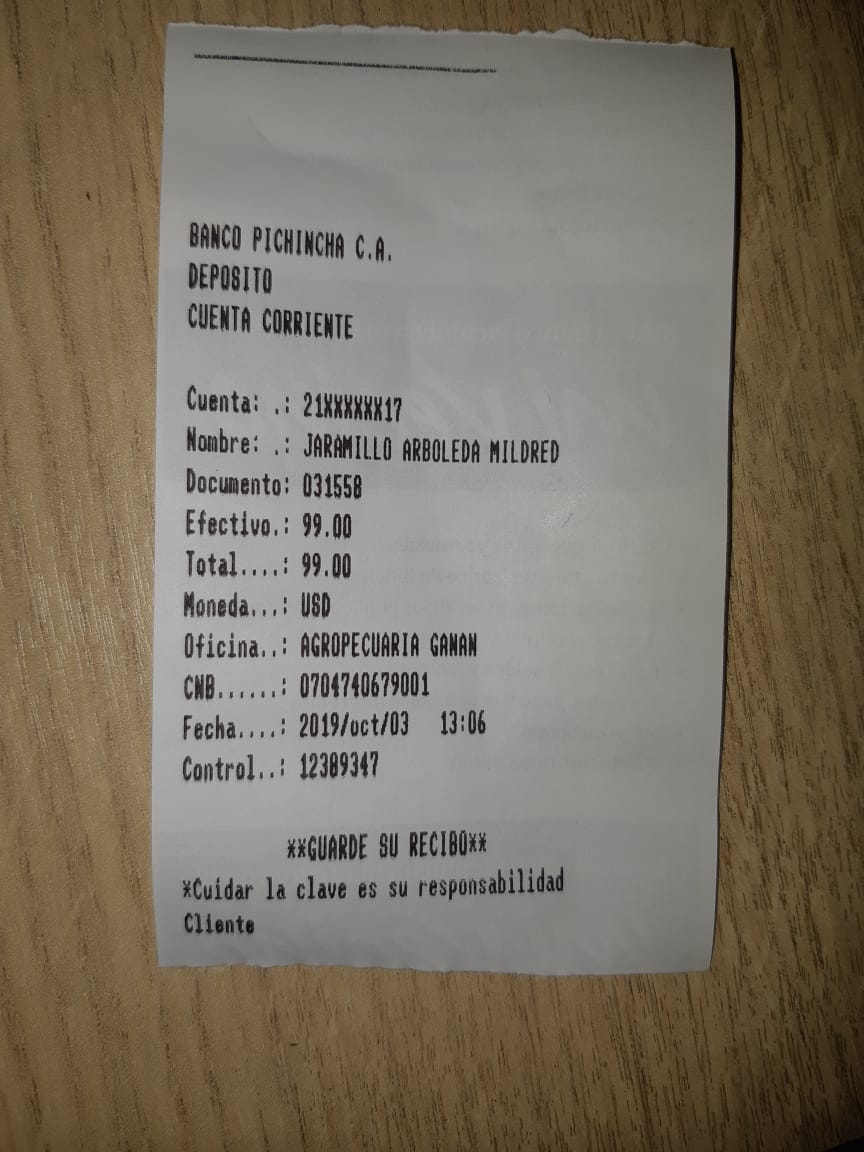 BANCO PICHINCHA C.A.
DEPOSITO
CUENTA CORRIENTE
Cuenta: .: 21XXXXXX17
Nombre: .: JARAMILLO ARBOLEDA MILDRED
Documento: 031558
Efectivo.: 99.00
Total....: 99.00
Moneda...: USD
Oficina..: AGROPECUARIA GANAN
CNB......: 0704740679001
Fecha....: 2019/oct/03 13:06
Control..: 12389347
**GUARDE SU RECIBO**
*Cuidar la clave es su responsabilidad
Cliente